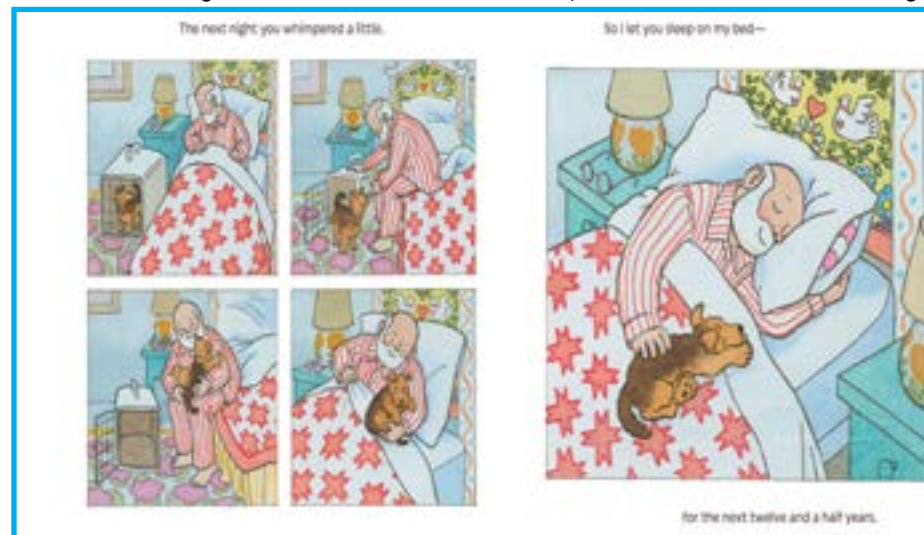 The next night you whimpered a little.
So I let you sleep on my bed—
for the next twelve and a half years.